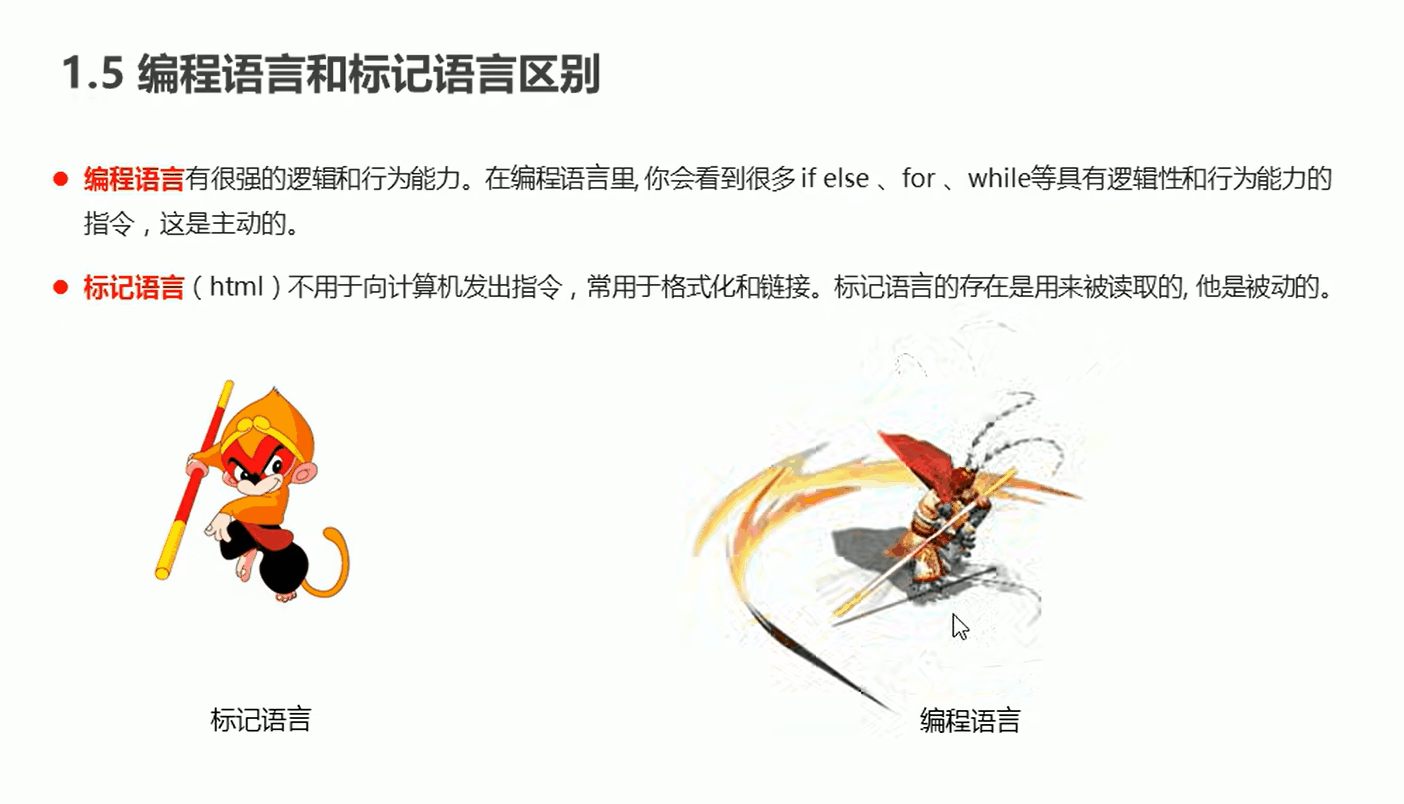 1.5 编程语言和标记语言区别
编程语言有很强的逻辑和行为能力。在编程语言里, 你会看到很多 if else 、for 、while等具有逻辑性和行为能力的
指令，这是主动的。
标记语言（html）不用于向计算机发出指令，常用于格式化和链接。标记语言的存在是用来被读取的, 他是被动的。
标记语言
编程语言